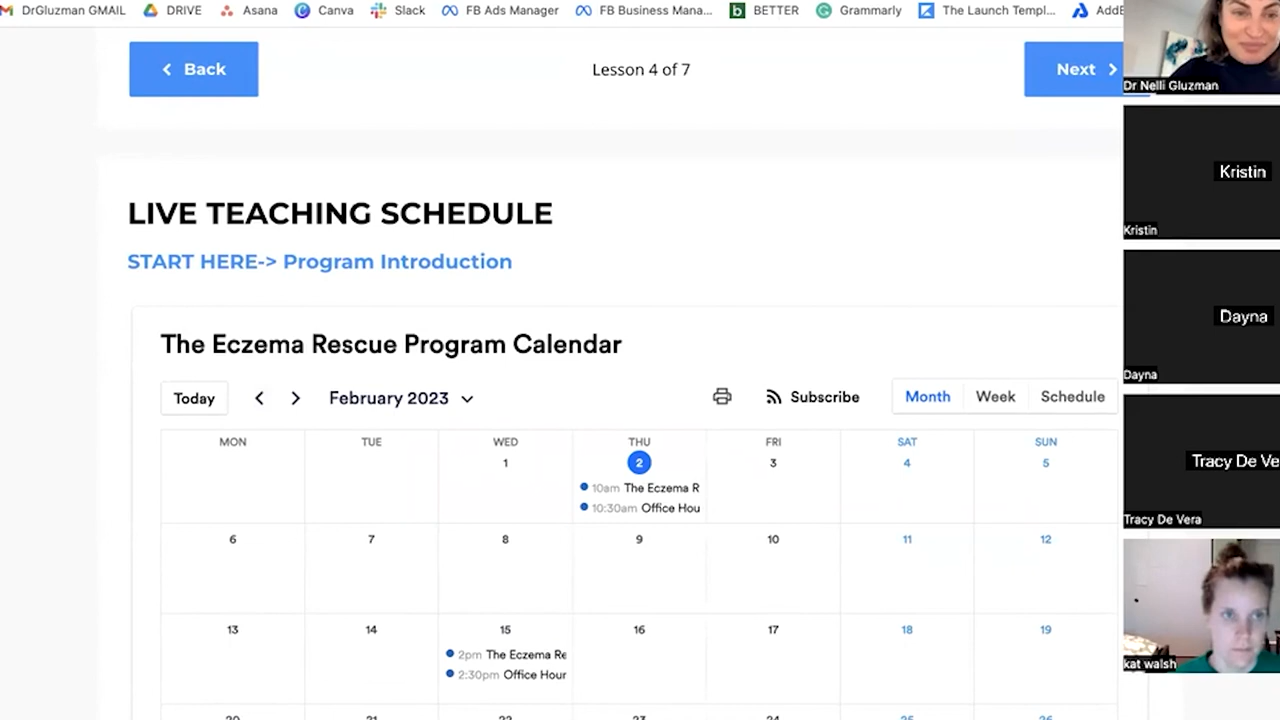 DrGluzman GMAIL DRIVE Asana Canva Slack FB Ads Manager FB Business Mana... BETTER Grammarly The Launch Templ...
Back Lesson 4 of 7 Next
Dr Nelli Gluzman
Kristin
Kristin
LIVE TEACHING SCHEDULE
START HERE-> Program Introduction
Dayna
Dayna
The Eczema Rescue Program Calendar
Today February 2023 Subscribe Month Week Schedule
MON TUE WED THU FRI SAT SUN
1 2 3 4 5
10am The Eczema R
10:30am Office Hou
Tracy De Ve
Tracy De Vera
6 7 8 9 10 11 12
13 14 15 16 17 18 19
2pm The Eczema Re
2:30pm Office Hour
kat walsh